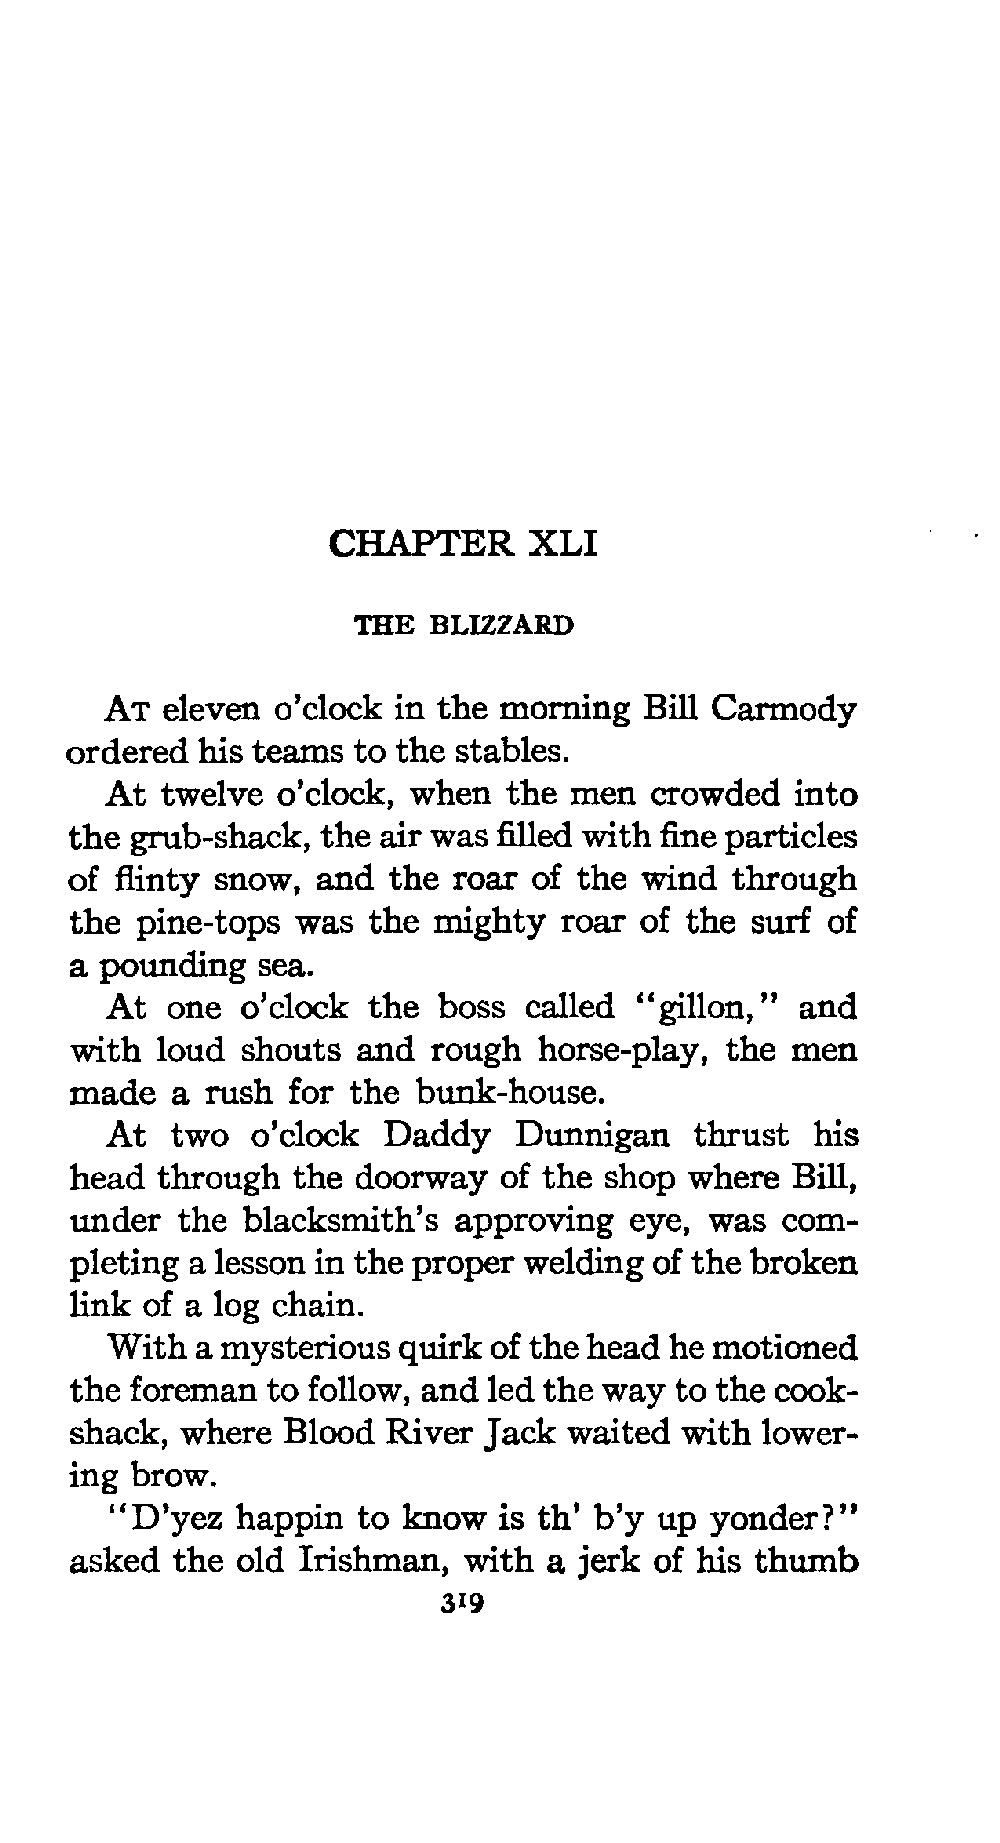 CHAPTER XLI
THE BLIZZARD
At eleven o'clock in the morning Bill Carmody
ordered his teams to the stables.
At twelve o'clock, when the men crowded into
the grub-shack, the air was filled with fine particles
of flinty snow, and the roar of the wind through
the pine-tops was the mighty roar of the surf of
a pounding sea.
At one o'clock the boss called "gillon," and
with loud shouts and rough horse-play, the men
made a rush for the bunk-house.
At two o'clock Daddy Dunnigan thrust his
head through the doorway of the shop where Bill,
under the blacksmith's approving eye, was com-
pleting a lesson in the proper welding of the broken
link of a log chain.
With a mysterious quirk of the head he motioned
the foreman to follow, and led the way to the cook-
shack, where Blood River Jack waited with lower-
ing brow.
"D'yez happin to know is th' b'y up yonder?"
asked the old Irishman, with a jerk of his thumb
319